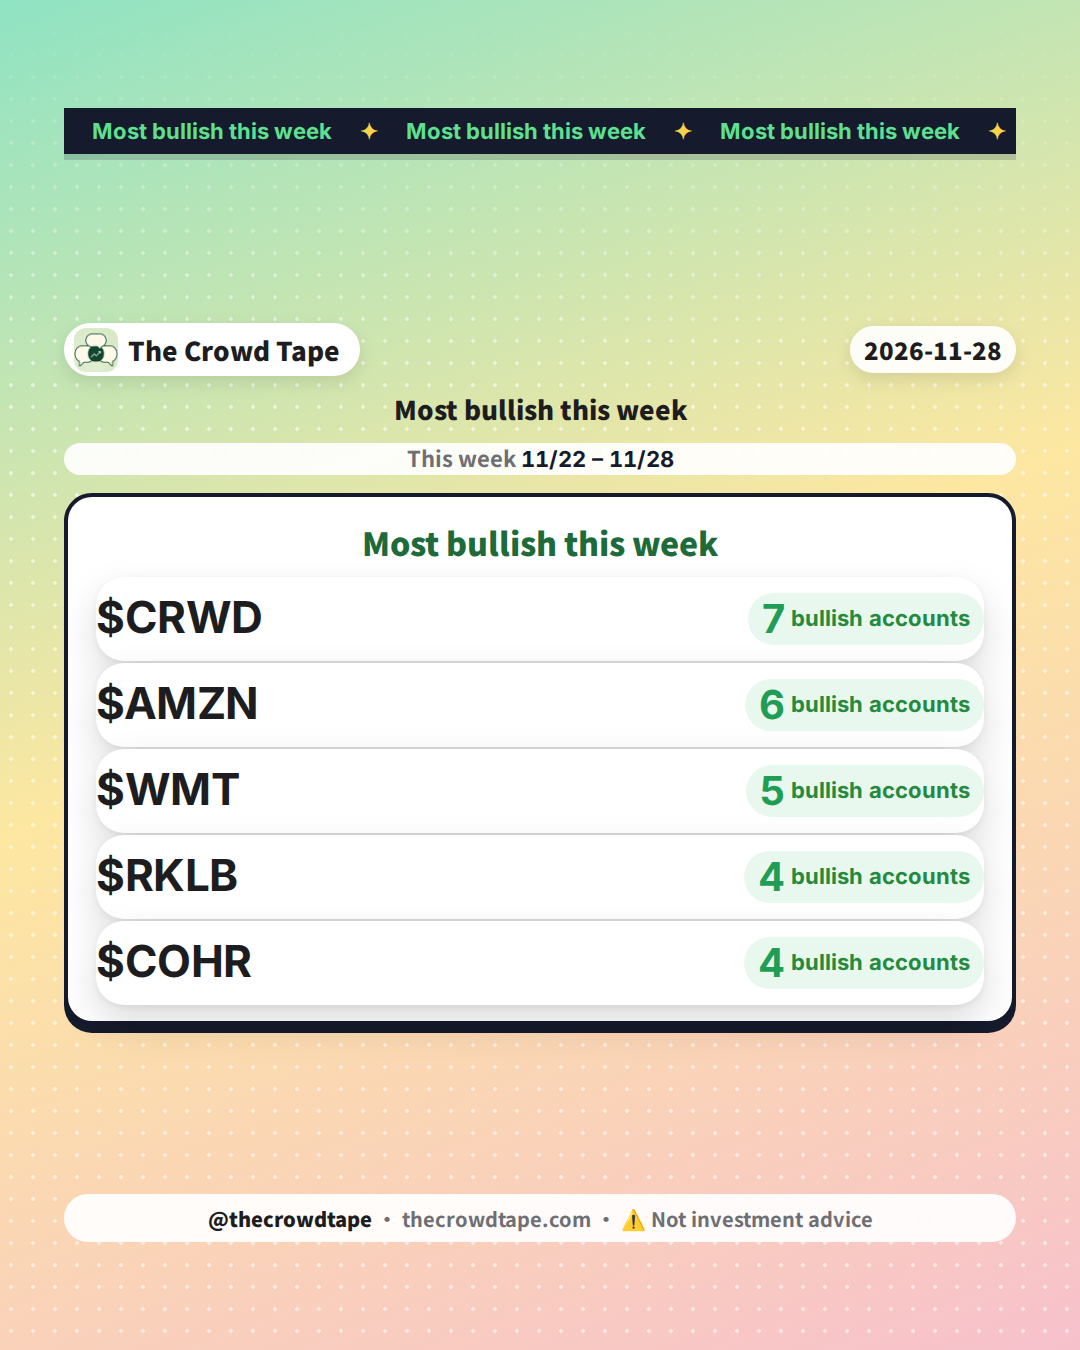 Most bullish this week ✦ Most bullish this week ✦ Most bullish this week ✦
The Crowd Tape
2026-11-28
Most bullish this week
This week 11/22 – 11/28
Most bullish this week
$CRWD 7 bullish accounts
$AMZN 6 bullish accounts
$WMT 5 bullish accounts
$RKLB 4 bullish accounts
$COHR 4 bullish accounts
@thecrowdtape • thecrowdtape.com • ⚠️ Not investment advice